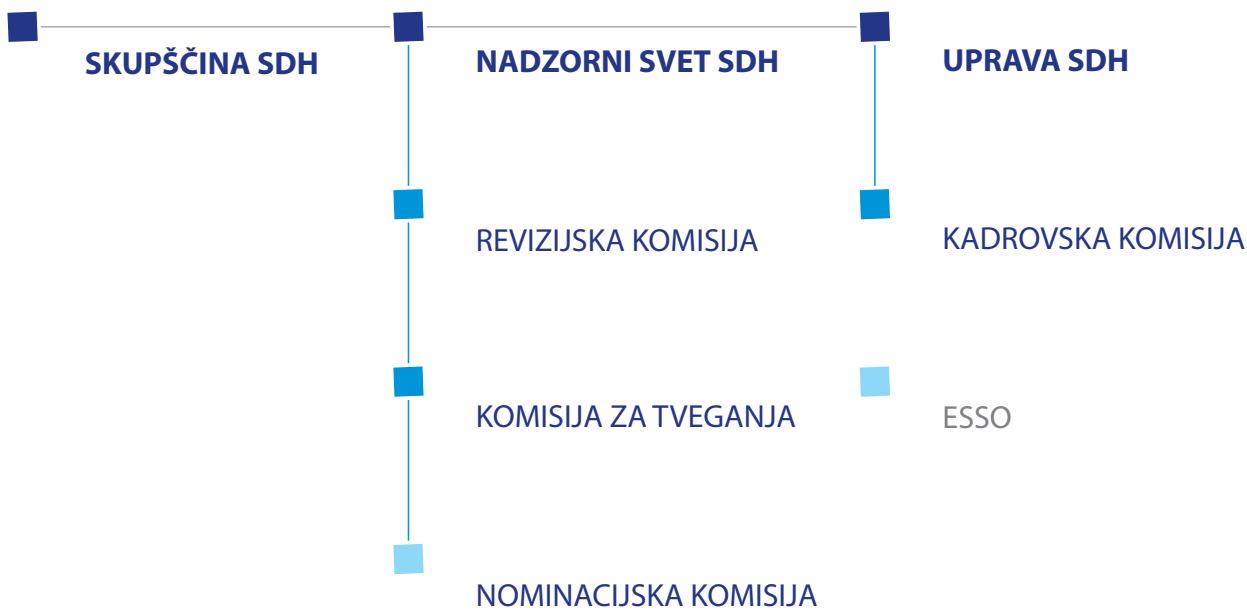 SKUPŠČINA SDH
NADZORNI SVET SDH
UPRAVA SDH
REVIZIJSKA KOMISIJA
KADROVSKA KOMISIJA
KOMISIJA ZA TVEGANJA
ESSO
NOMINACIJSKA KOMISIJA